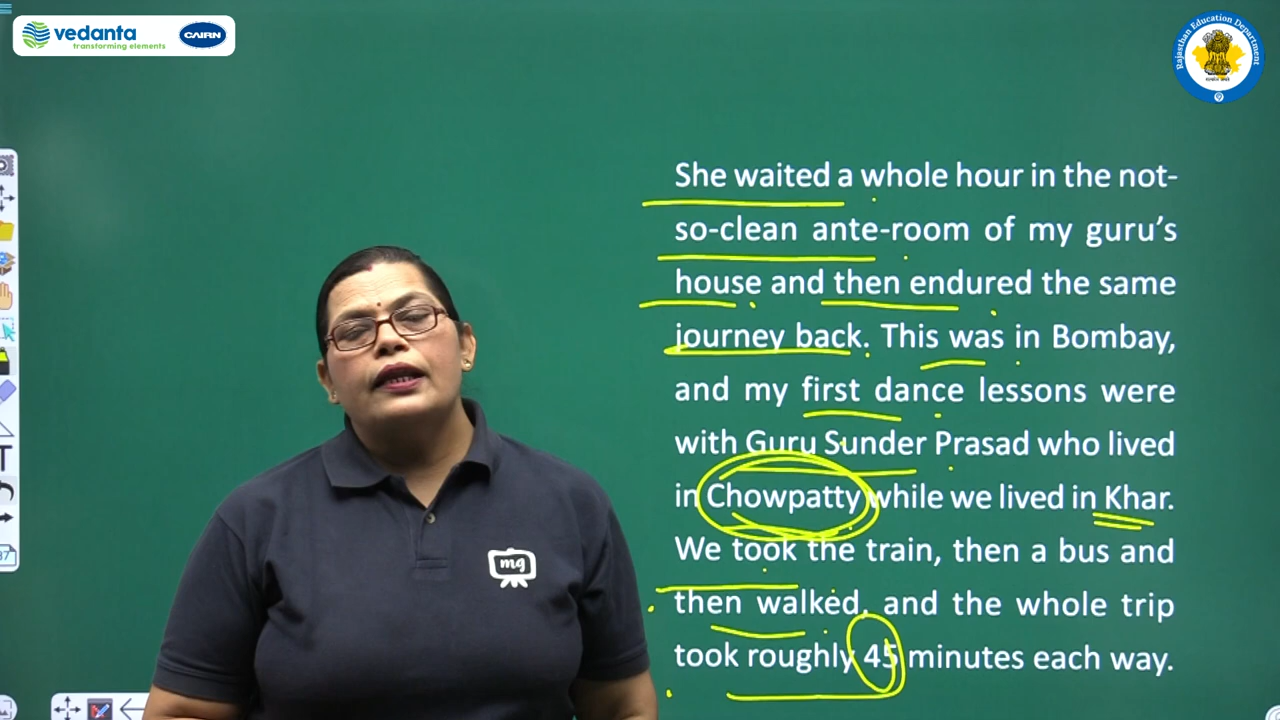 vedanta
transforming elements
CAIRN
Rajasthan Education Department
She waited a whole hour in the not-
so-clean ante-room of my guru's
house and then endured the same
journey back. This was in Bombay,
and my first dance lessons were
with Guru Sunder Prasad who lived
in Chowpatty while we lived in Khar.
We took the train, then a bus and
then walked, and the whole trip
took roughly 45 minutes each way.
mg